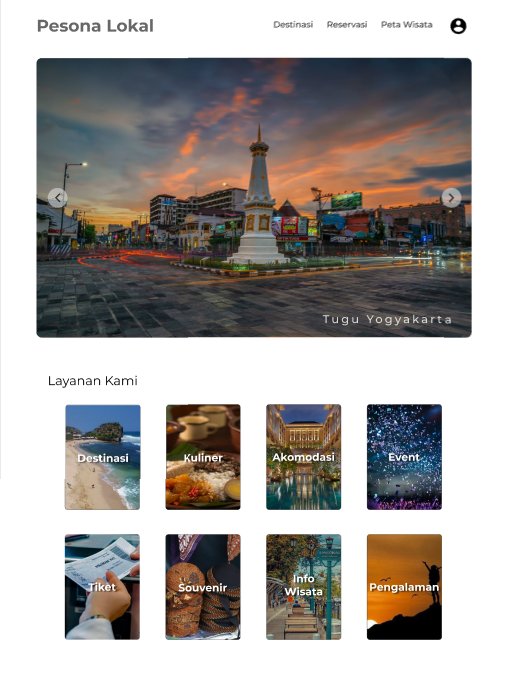 Pesona Lokal
Destinasi Reservasi Peta Wisata
Tugu Yogyakarta
Layanan Kami
Destinasi
Kuliner
Akomodasi
Event
Tiket
Souvenir
Info
Wisata
Pengalaman